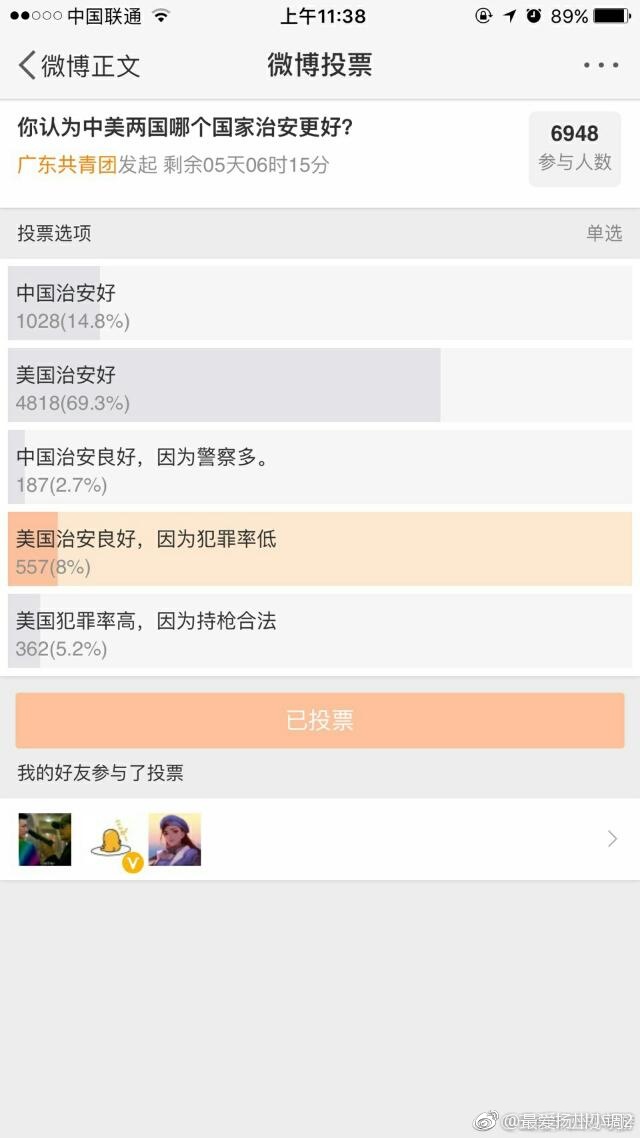 中国联通
上午11:38
89%
微博正文
微博投票
你认为中美两国哪个国家治安更好?
广东共青团发起 剩余05天06时15分
6948
参与人数
投票选项
单选
中国治安好
1028(14.8%)
美国治安好
4818(69.3%)
中国治安良好，因为警察多。
187(2.7%)
美国治安良好，因为犯罪率低
557(8%)
美国犯罪率高，因为持枪合法
362(5.2%)
已投票
我的好友参与了投票
V